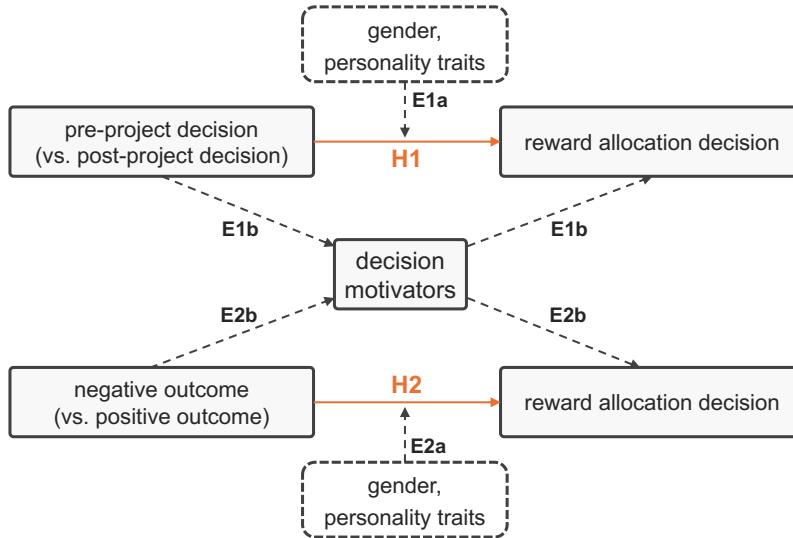 gender,
personality traits
E1a
pre-project decision
(vs. post-project decision)
H1
reward allocation decision
E1b
E1b
decision
motivators
E2b
E2b
negative outcome
(vs. positive outcome)
H2
reward allocation decision
E2a
gender,
personality traits